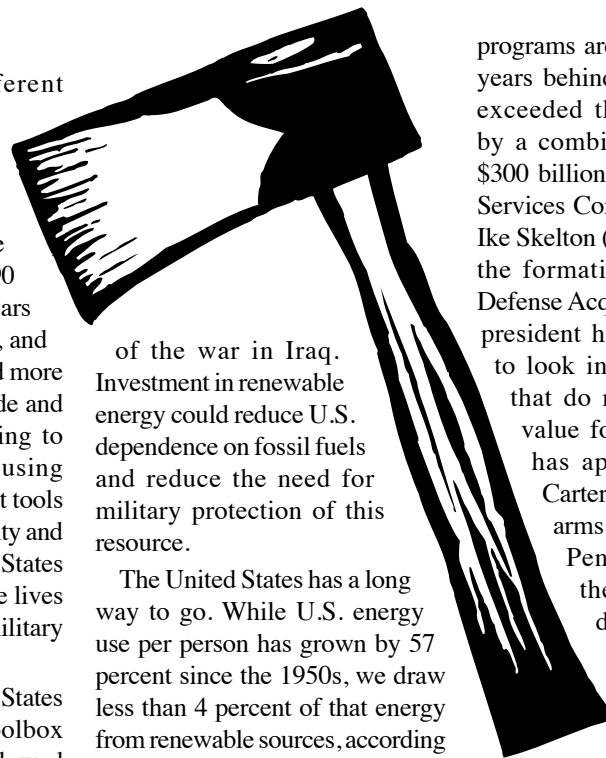 ferent
e
ars
, and
d more
de and
ing to
using
t tools
ty and
States
e lives
ilitary
States
olbox
of the war in Iraq.
Investment in renewable
energy could reduce U.S.
dependence on fossil fuels
and reduce the need for
military protection of this
resource.
The United States has a long
way to go. While U.S. energy
use per person has grown by 57
percent since the 1950s, we draw
less than 4 percent of that energy
from renewable sources, according
programs are
years behind
exceeded th
by a combi
$300 billion
Services Co
Ike Skelton (
the formati
Defense Acq
president h
to look in
that do
value fo
has ap
Carter
arms
Pen
the
d